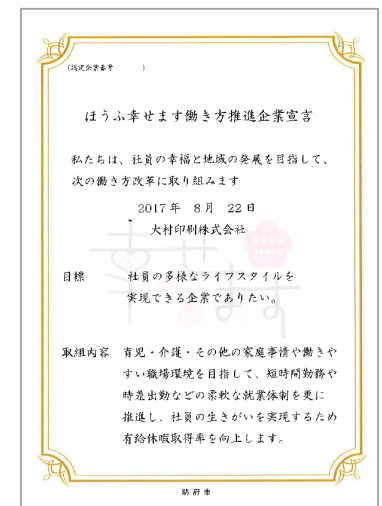 (認定企業番号　　　　)
ほうふ幸せます働き方推進企業宣言
私たちは、社員の幸福と地域の発展を目指して、
次の働き方改革に取り組みます
2017年　8月　22日
大村印刷株式会社
幸せます
目標　社員の多様なライフスタイルを
実現できる企業でありたい。
取組内容　育児・介護・その他の家庭事情や働きや
すい職場環境を目指して、短時間勤務や
時差出勤などの柔軟な就業体制を更に
推進し、社員の生きがいを実現するため
有給休暇取得率を向上します。
防府市